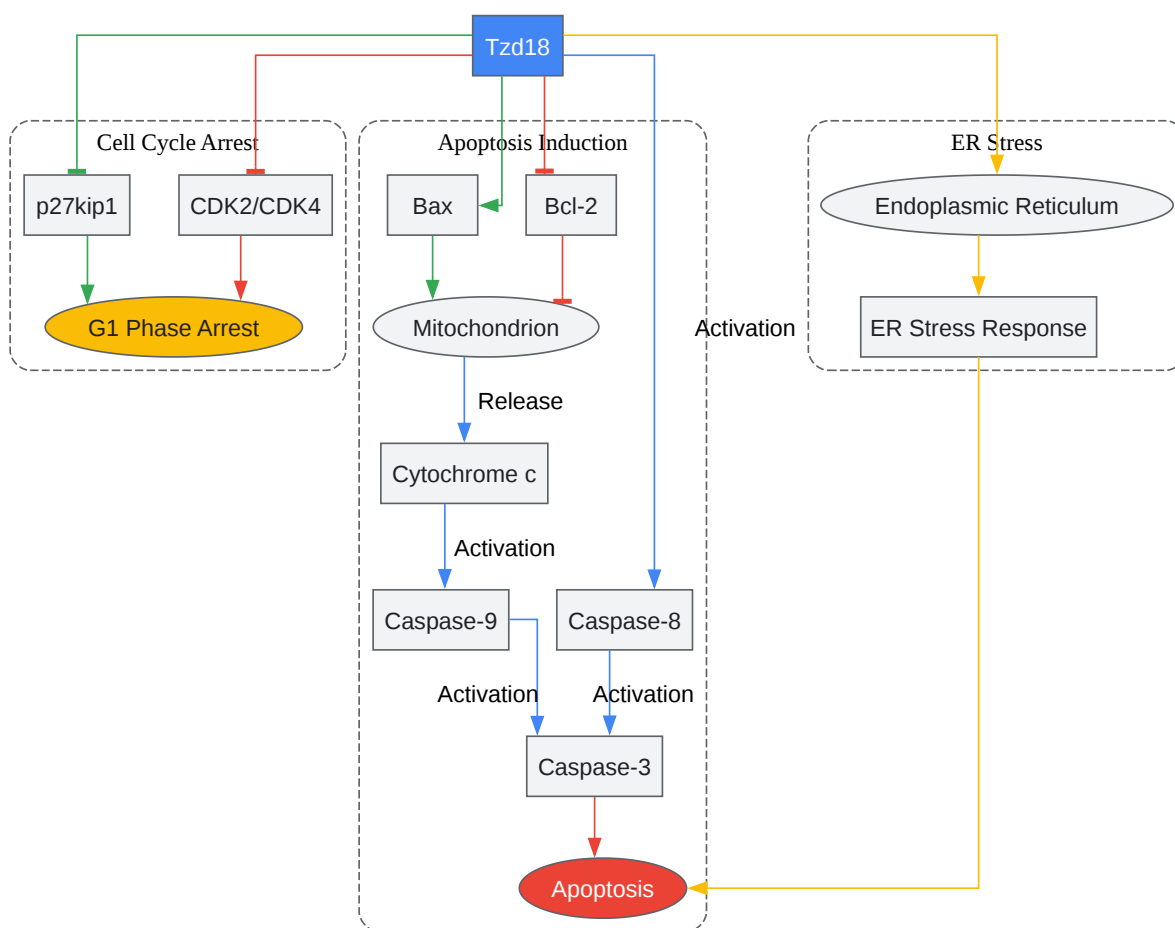 Tzd18
Cell Cycle Arrest
Apoptosis Induction
ER Stress
p27kip1
CDK2/CDK4
Bax
Bcl-2
Endoplasmic Reticulum
G1 Phase Arrest
Mitochondrion
Activation
ER Stress Response
Release
Cytochrome c
Activation
Caspase-9
Caspase-8
Activation
Activation
Caspase-3
Apoptosis